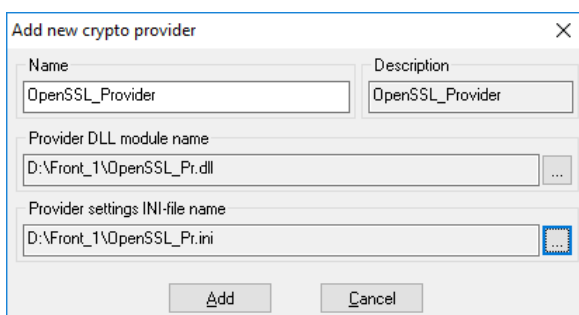 Add new crypto provider
Name
Description
OpenSSL_Provider
OpenSSL_Provider
Provider DLL module name
D:\Front_1\OpenSSL_Pr.dll
...
Provider settings INI-file name
D:\Front_1\OpenSSL_Pr.ini
...
Add
Cancel